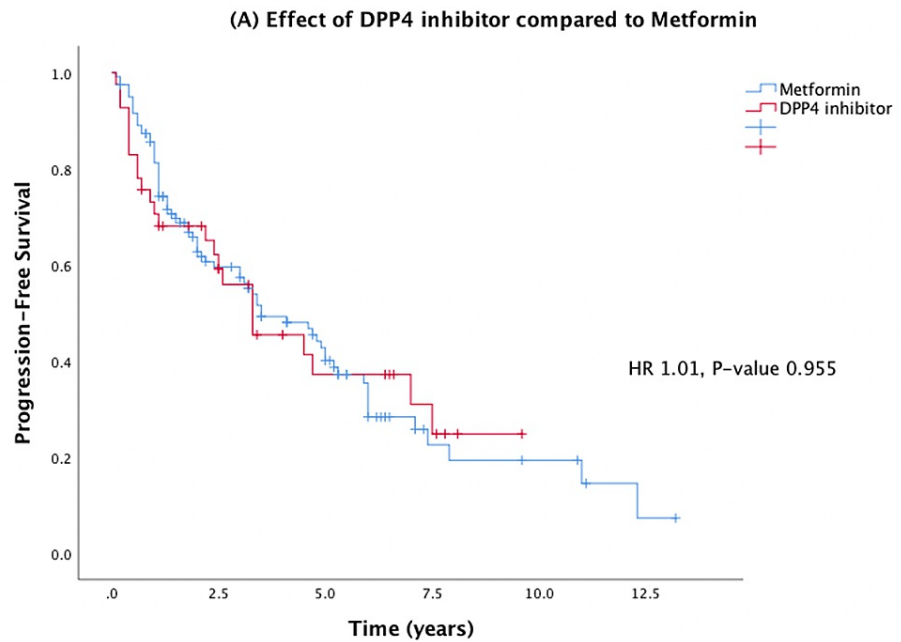 (A) Effect of DPP4 inhibitor compared to Metformin
1.0
0.8
0.6
0.4
0.2
0.0
Progression-Free Survival
Metformin
DPP4 inhibitor
HR 1.01, P-value 0.955
.0 2.5 5.0 7.5 10.0 12.5
Time (years)